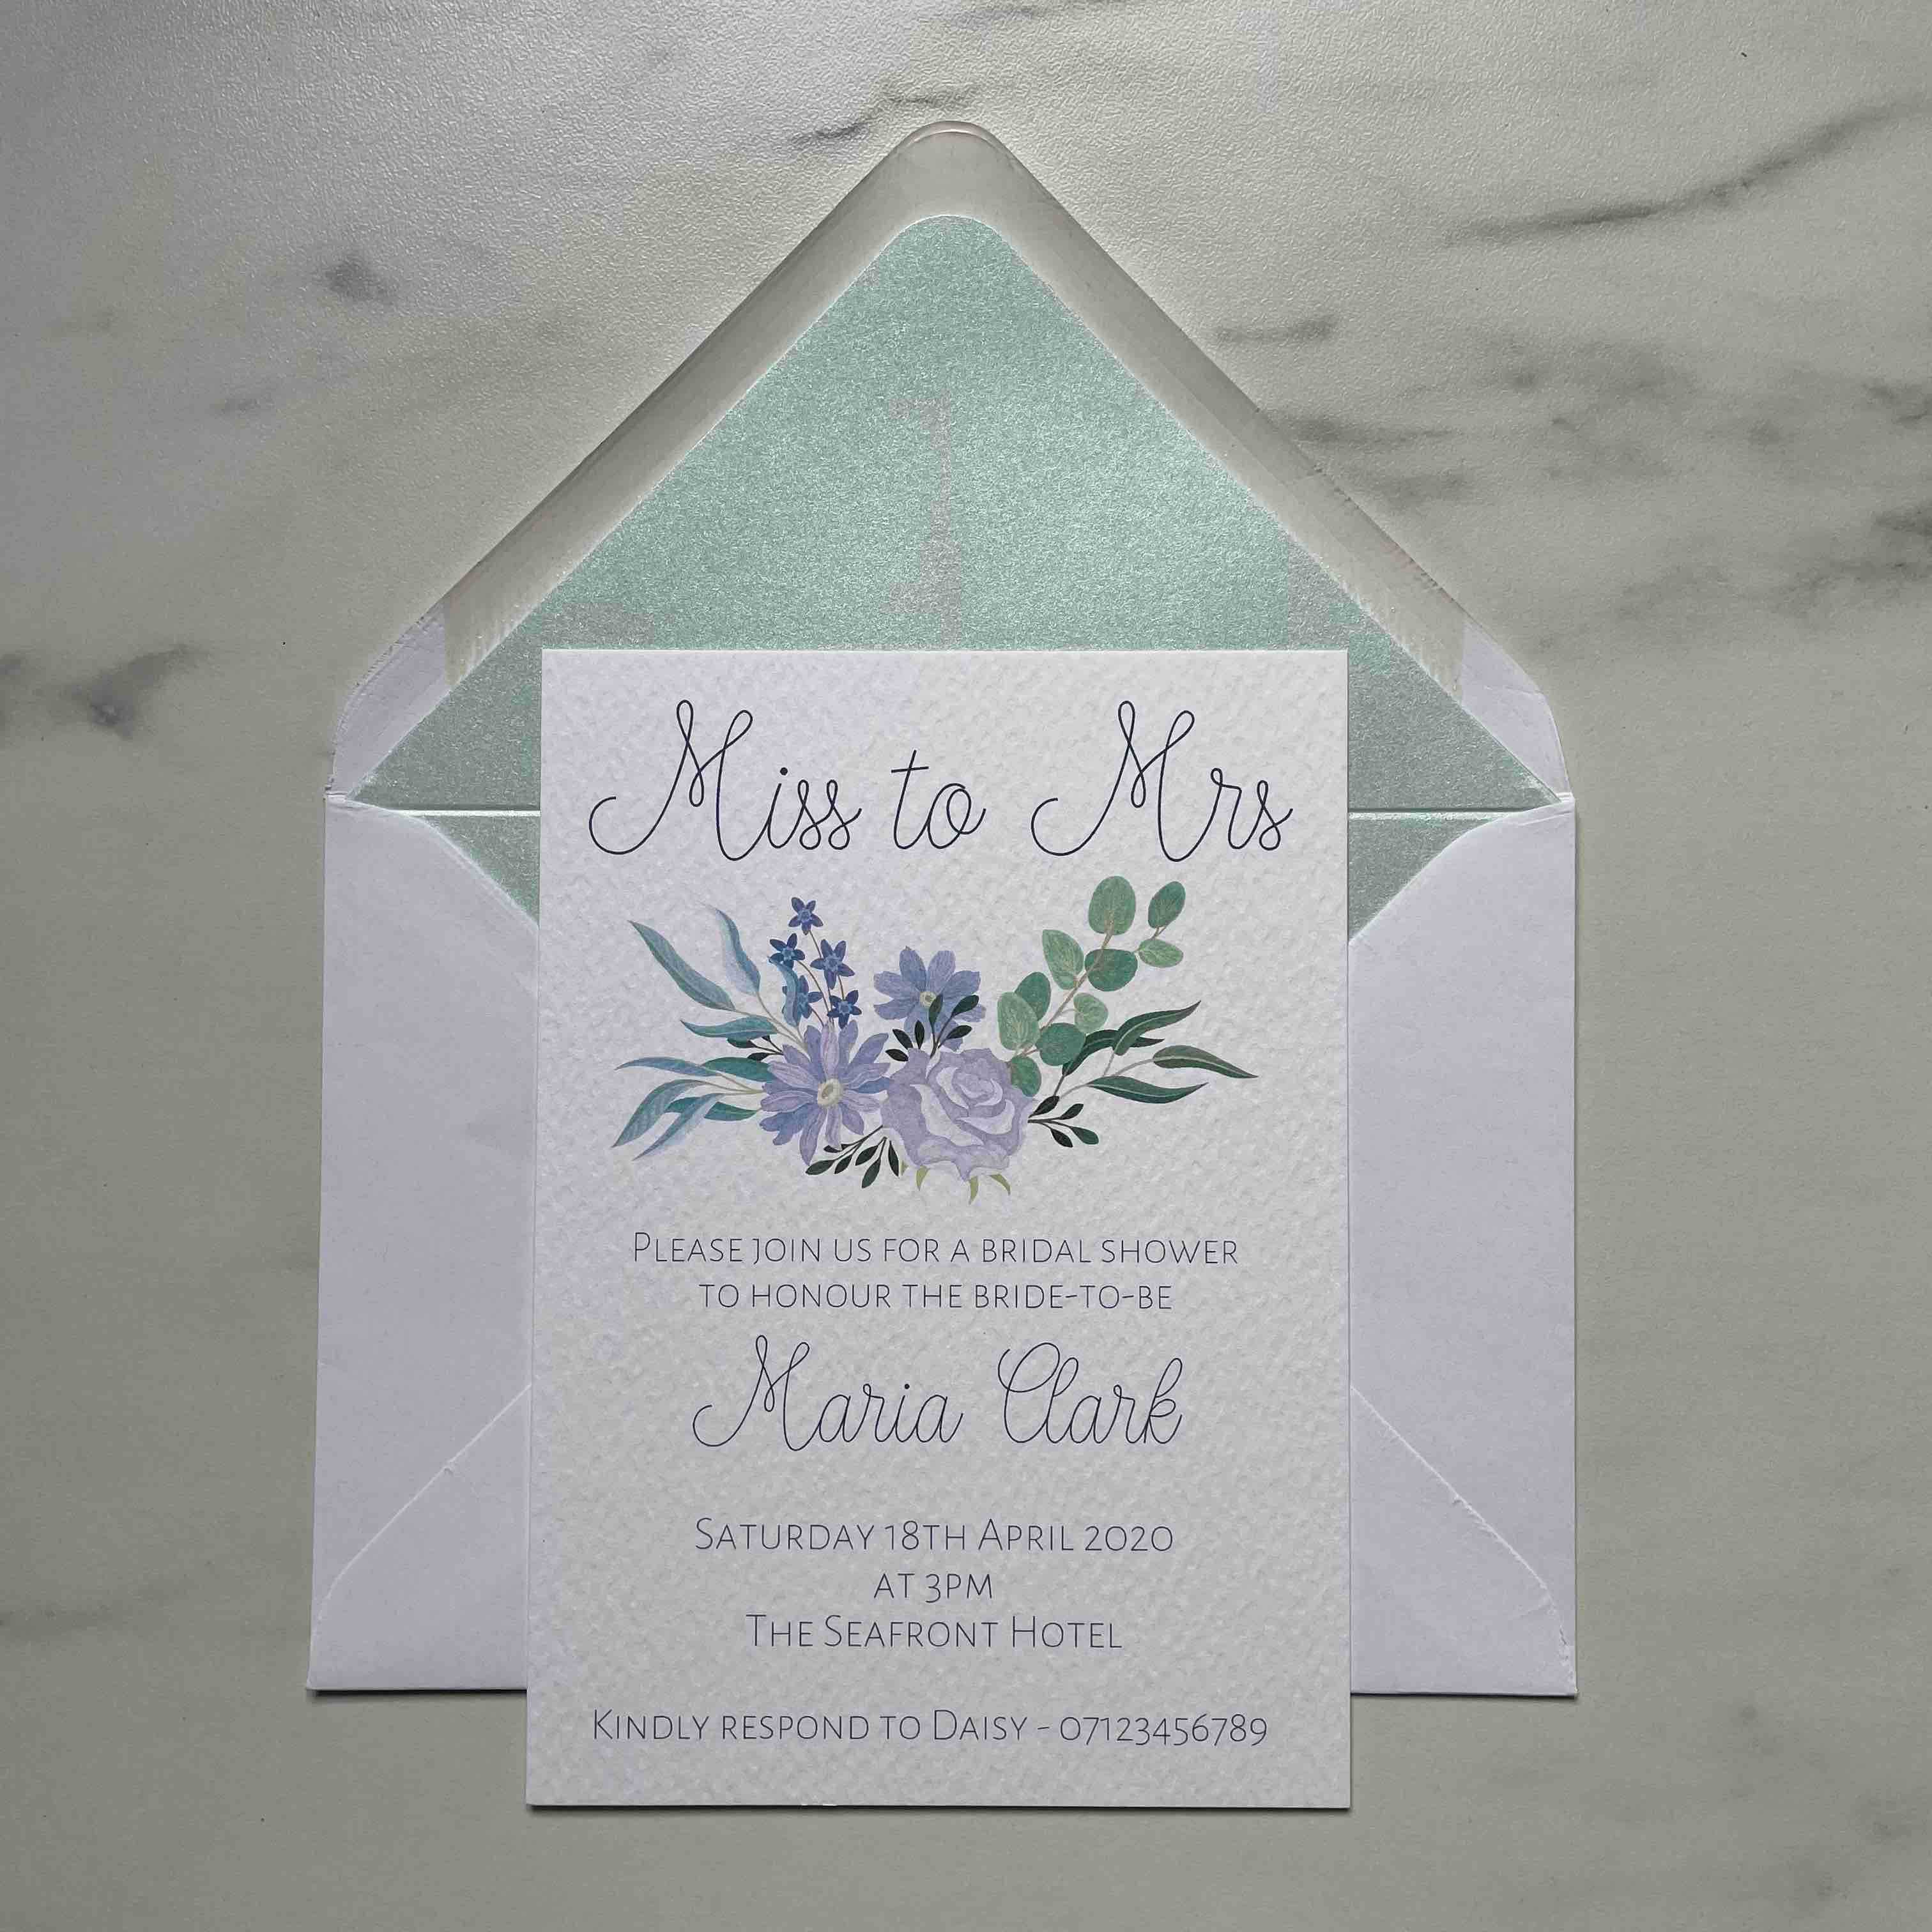 Miss to Mrs
Please join us for a bridal shower
to honour the bride-to-be
Maria Clark
Saturday 18th April 2020
at 3pm
The Seafront Hotel
Kindly respond to Daisy - 07123456789